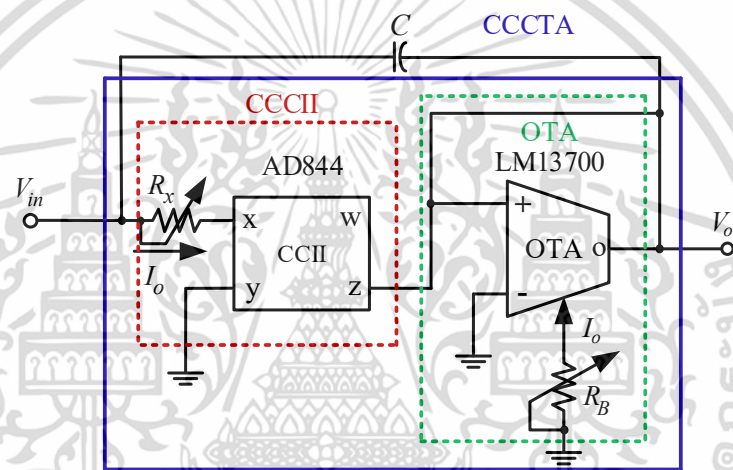 C
CCCTA
CCCII
OTA
AD844
LM13700
V_in
R_x
I_o
x
w
CCII
y
z
+
OTA
o
-
V_o
I_o
R_B